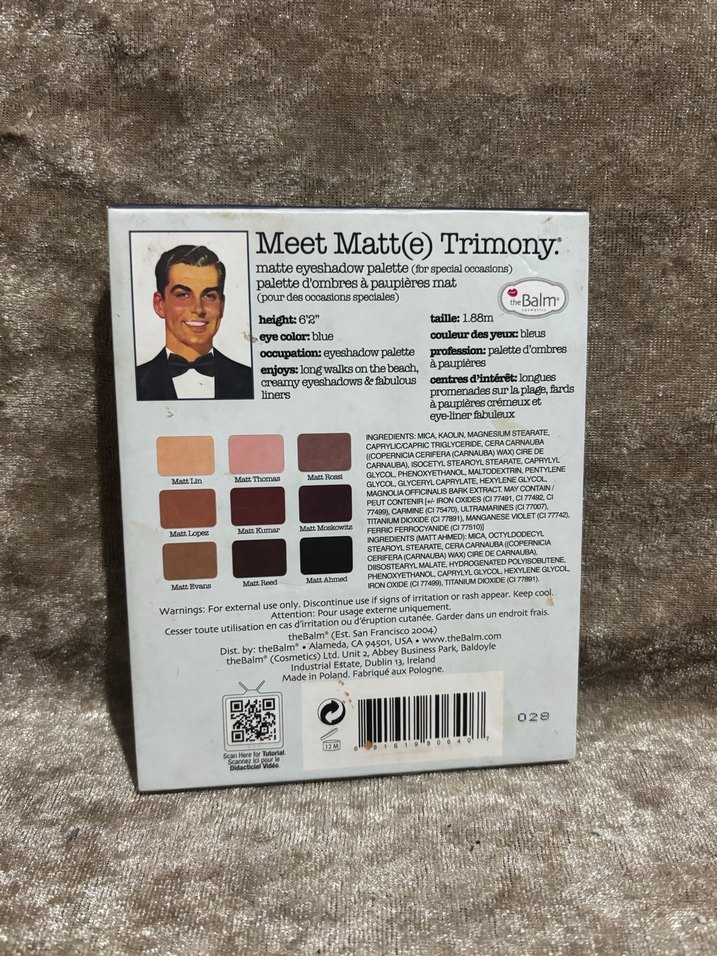 Meet Matt(e) Trimony.®
matte eyeshadow palette (for special occasions)
palette d'ombres à paupières mat
(pour des occasions speciales)
theBalm®
cosmetics
height: 6'2"
eye color: blue
occupation: eyeshadow palette
enjoys: long walks on the beach,
creamy eyeshadows & fabulous
liners
taille: 1.88m
couleur des yeux: bleus
profession: palette d'ombres
à paupières
centres d'intérêt: longues
promenades sur la plage, fards
à paupières crémeux et
eye-liner fabuleux
Matt Lin
Matt Thomas
Matt Rossi
Matt Lopez
Matt Kumar
Matt Moskowitz
Matt Evans
Matt Reed
Matt Ahmed
INGREDIENTS: MICA, KAOLIN, MAGNESIUM STEARATE,
CAPRYLIC/CAPRIC TRIGLYCERIDE, CERA CARNAUBA
((COPERNICIA CERIFERA (CARNAUBA) WAX) CIRE DE
CARNAUBA), ISOCETYL STEAROYL STEARATE, CAPRYLYL
GLYCOL, PHENOXYETHANOL, MALTODEXTRIN, PENTYLENE
GLYCOL, GLYCERYL CAPRYLATE, HEXYLENE GLYCOL,
MAGNOLIA OFFICINALIS BARK EXTRACT. MAY CONTAIN /
PEUT CONTENIR [+/- IRON OXIDES (CI 77491, CI 77492, CI
77499), CARMINE (CI 75470), ULTRAMARINES (CI 77007),
TITANIUM DIOXIDE (CI 77891), MANGANESE VIOLET (CI 77742),
FERRIC FERROCYANIDE (CI 77510)]
INGREDIENTS (MATT AHMED): MICA, OCTYLDODECYL
STEAROYL STEARATE, CERA CARNAUBA ((COPERNICIA
CERIFERA (CARNAUBA) WAX) CIRE DE CARNAUBA),
DIISOSTEARYL MALATE, HYDROGENATED POLYISOBUTENE,
PHENOXYETHANOL, CAPRYLYL GLYCOL, HEXYLENE GLYCOL,
IRON OXIDE (CI 77499), TITANIUM DIOXIDE (CI 77891).
Warnings: For external use only. Discontinue use if signs of irritation or rash appear. Keep cool.
Attention: Pour usage externe uniquement.
Cesser toute utilisation en cas d'irritation ou d'éruption cutanée. Garder dans un endroit frais.
theBalm® (Est. San Francisco 2004)
Dist. by: theBalm® • Alameda, CA 94501, USA • www.theBalm.com
theBalm® (Cosmetics) Ltd. Unit 2, Abbey Business Park, Baldoyle
Industrial Estate, Dublin 13, Ireland
Made in Poland. Fabriqué aux Pologne.
Scan Here for Tutorial
Scannez ici pour le
Didacticiel Vidéo
12 M
6 81619 80640 7
028